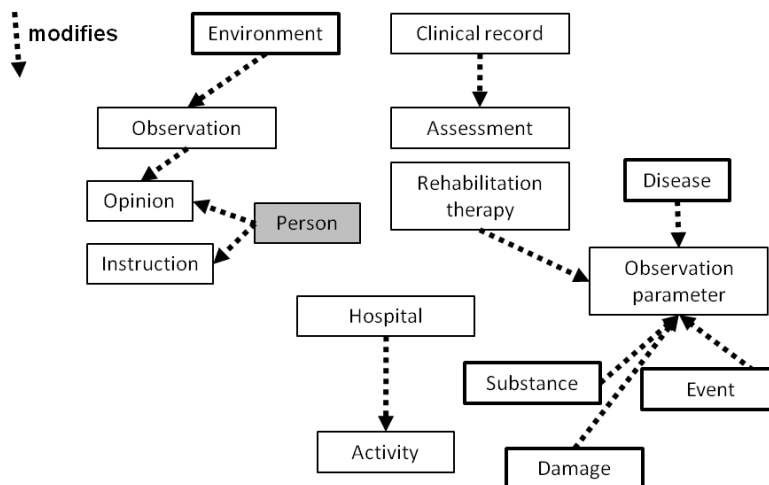 modifies
Environment
Clinical record
Observation
Assessment
Opinion
Rehabilitation
therapy
Disease
Person
Instruction
Observation
parameter
Hospital
Substance
Event
Activity
Damage